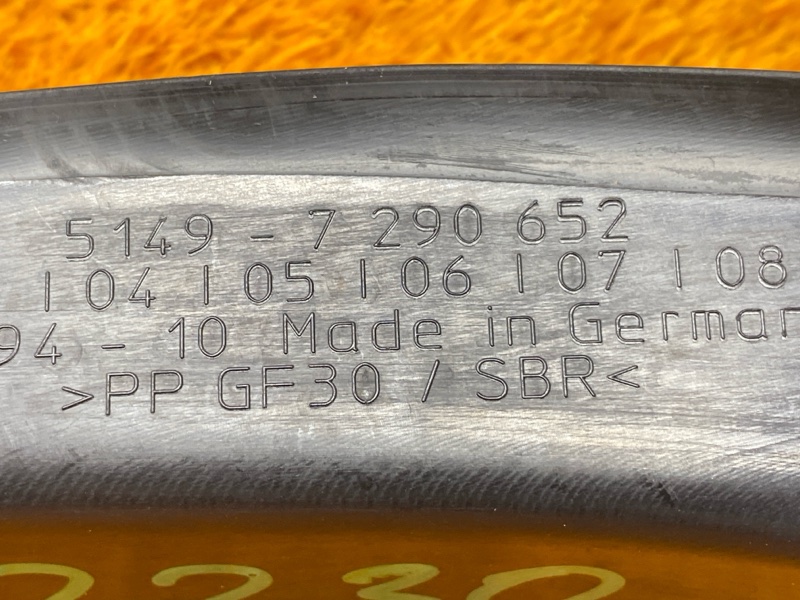 5149 - 7 290 652
| 04 | 05 | 06 | 07 | 08
94 - 10 Made in German
>PP GF30 / SBR<